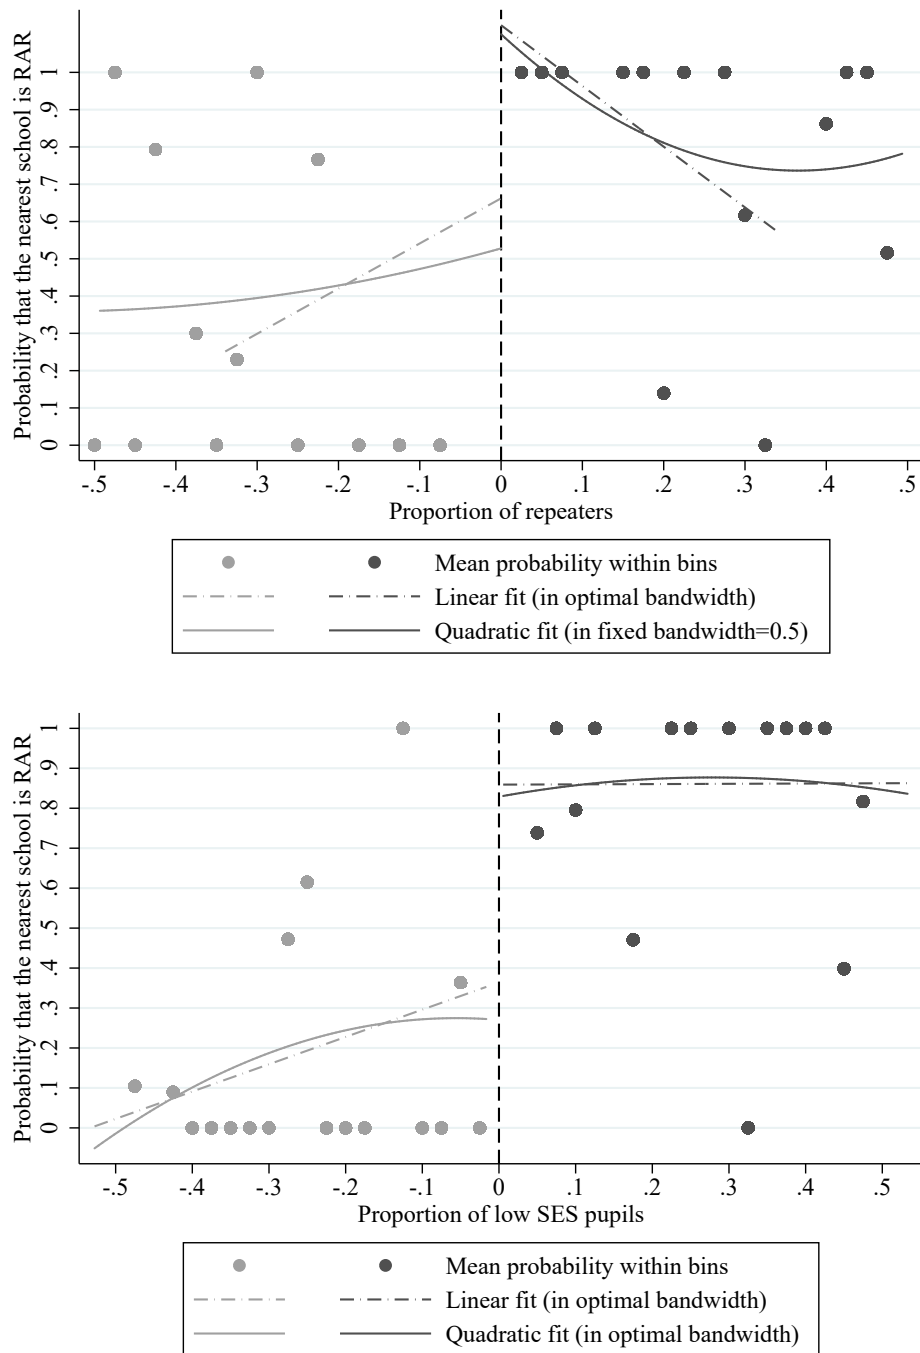 Probability that the nearest school is RAR
1
.9
.8
.7
.6
.5
.4
.3
.2
.1
0
-.5 -.4 -.3 -.2 -.1 0 .1 .2 .3 .4 .5
Proportion of repeaters
Mean probability within bins
Linear fit (in optimal bandwidth)
Quadratic fit (in fixed bandwidth=0.5)
Probability that the nearest school is RAR
1
.9
.8
.7
.6
.5
.4
.3
.2
.1
0
-.5 -.4 -.3 -.2 -.1 0 .1 .2 .3 .4 .5
Proportion of low SES pupils
Mean probability within bins
Linear fit (in optimal bandwidth)
Quadratic fit (in optimal bandwidth)